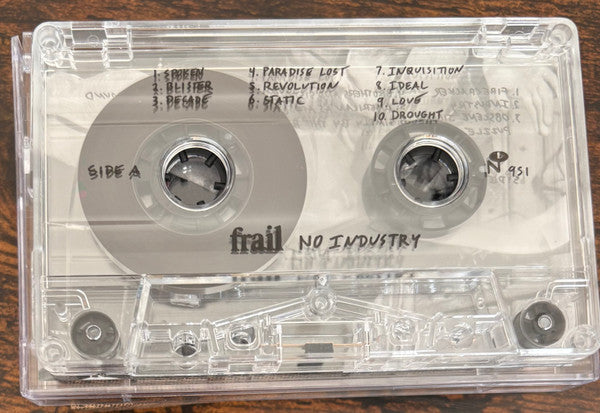 1. SPOKEN
2. BLISTER
3. DECADE
4. PARADISE LOST
5. REVOLUTION
6. STATIC
7. INQUISITION
8. IDEAL
9. LOVE
10. DROUGHT
SIDE A
N 951
frail NO INDUSTRY